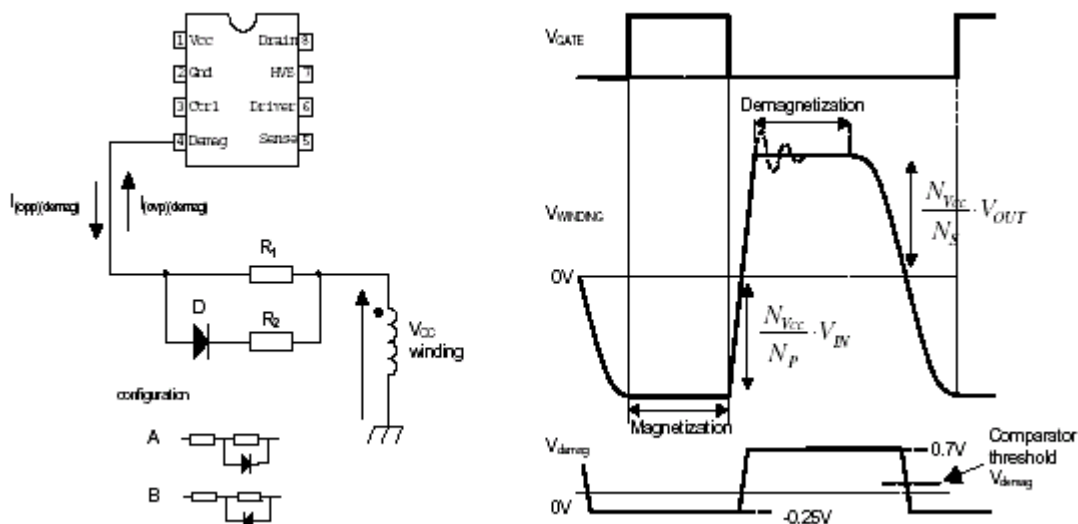 1 Vcc Drain 8
2 Gnd HVS 7
3 Ctrl Driver 6
4 Demag Sense 5
I(opp)(demag)
I(ovp)(demag)
R1
D
R2
VCC
winding
configuration
A
B
VGATE
Demagnetization
VWINDING
NVcc/NS · VOUT
0V
NVcc/NP · VIN
Magnetization
Vdemag
0.7V
Comparator
threshold
Vdemag
0V
-0.25V